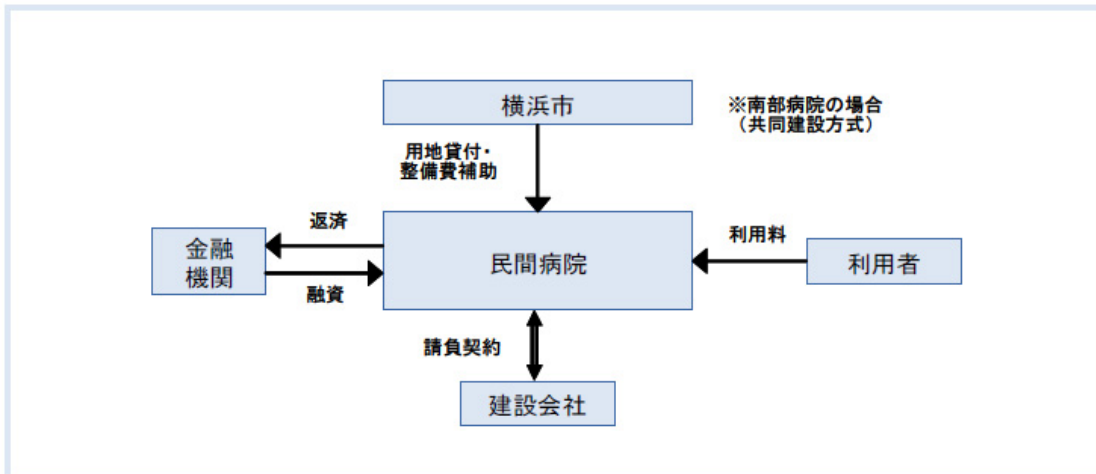 横浜市
※南部病院の場合
（共同建設方式）
用地貸付・
整備費補助
返済
金融
機関
融資
民間病院
利用料
利用者
請負契約
建設会社